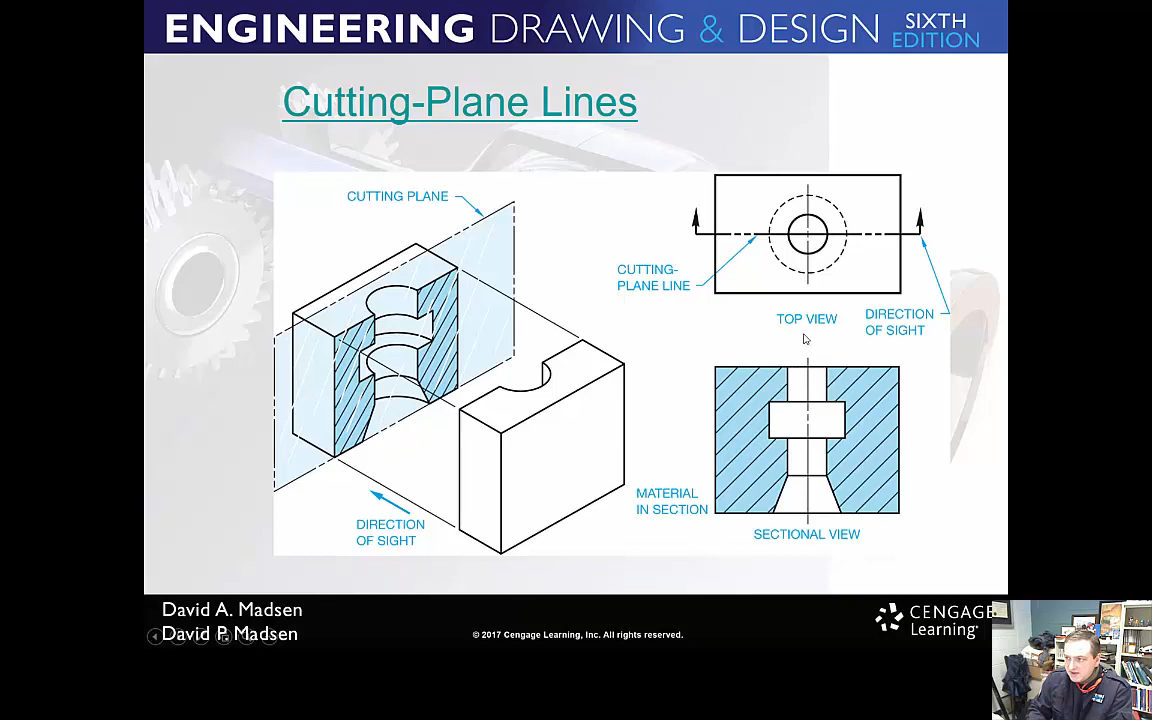 ENGINEERING DRAWING & DESIGN SIXTH EDITION
Cutting-Plane Lines
CUTTING PLANE
DIRECTION
OF SIGHT
CUTTING-
PLANE LINE
TOP VIEW
DIRECTION
OF SIGHT
MATERIAL
IN SECTION
SECTIONAL VIEW
David A. Madsen
David P. Madsen
© 2017 Cengage Learning, Inc. All rights reserved.
CENGAGE
Learning